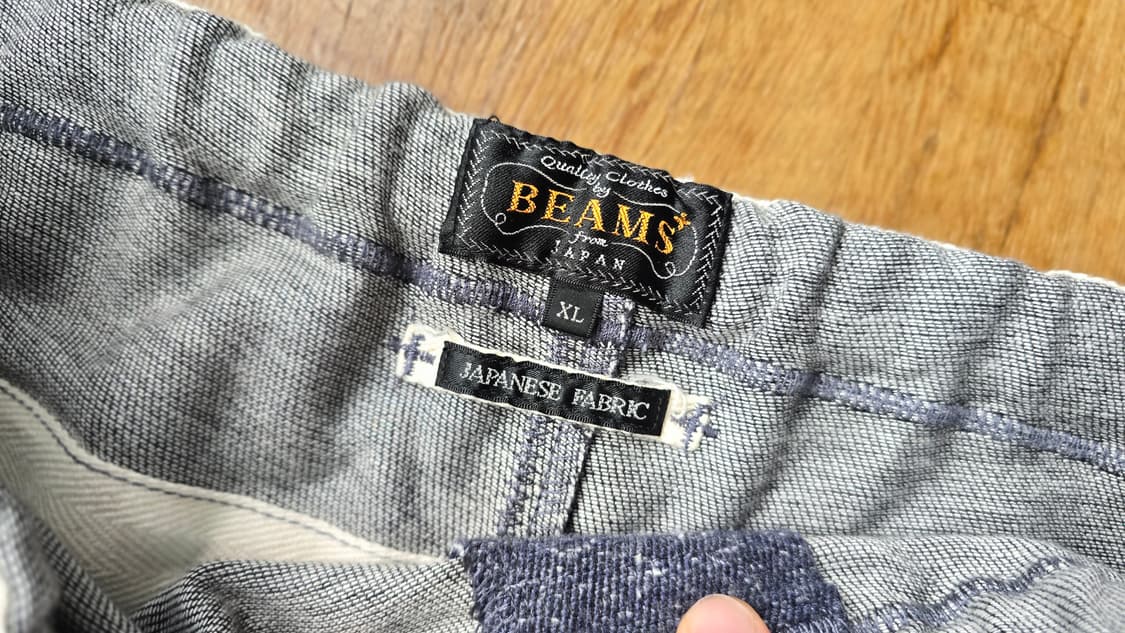 Quality Clothes
by
BEAMS+
from
JAPAN
XL
JAPANESE FABRIC